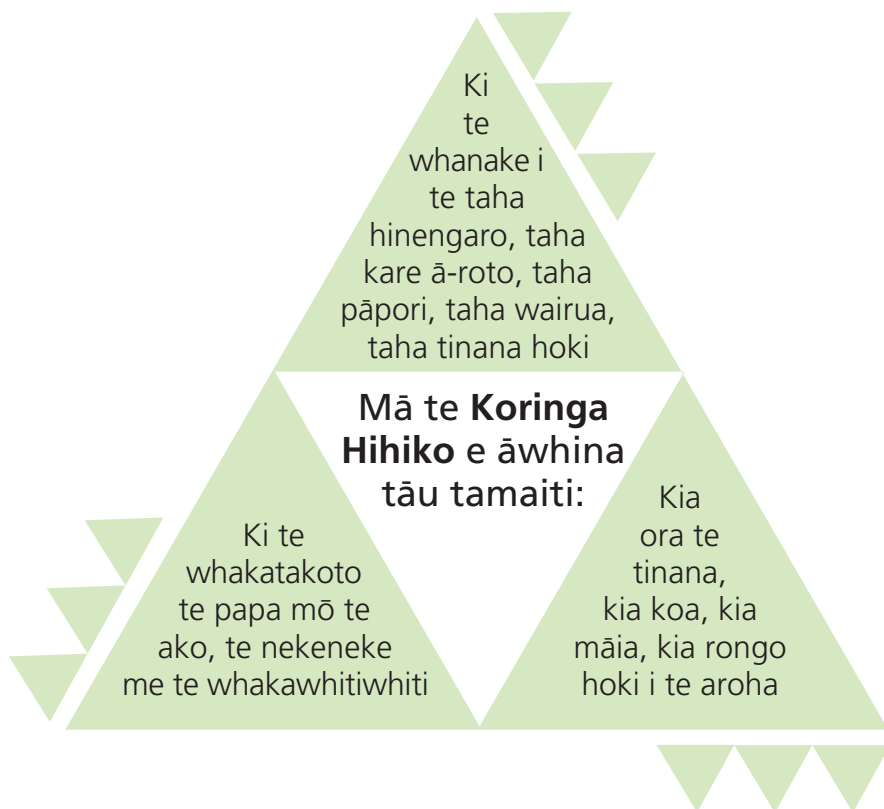 Ki
te
whanake i
te taha
hinengaro, taha
kare ā-roto, taha
pāpori, taha wairua,
taha tinana hoki
Mā te Koringa
Hihiko e āwhina
tāu tamaiti:
Ki te
whakatakoto
te papa mō te
ako, te nekeneke
me te whakawhitiwhiti
Kia
ora te
tinana,
kia koa, kia
māia, kia rongo
hoki i te aroha